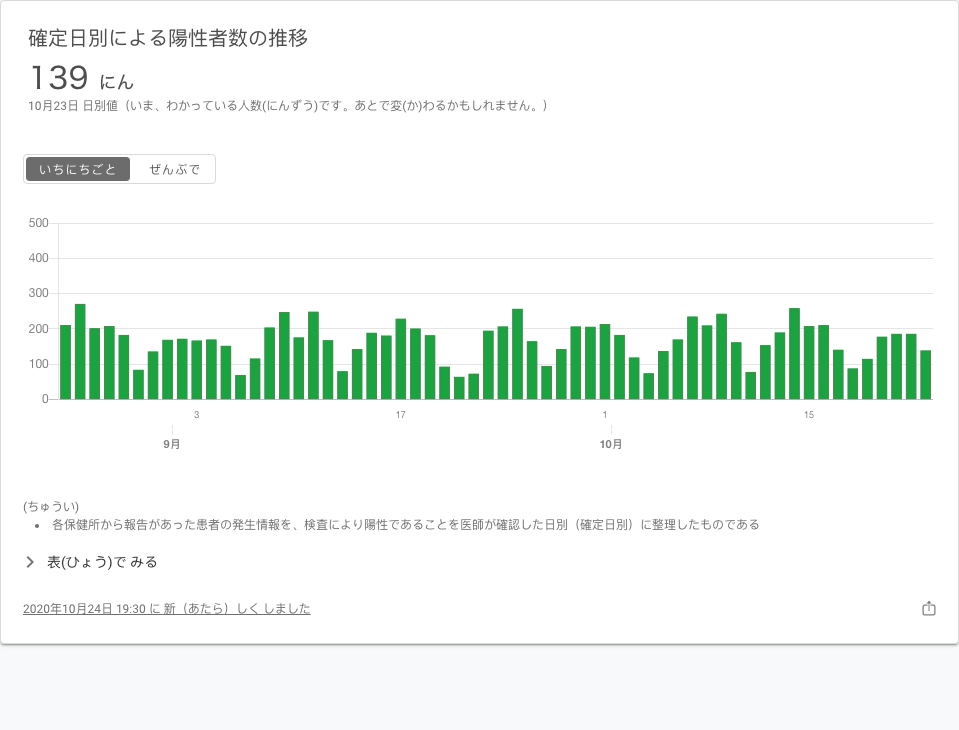 確定日別による陽性者数の推移
139 にん
10月23日 日別値（いま、わかっている人数(にんずう)です。あとで変(か)わるかもしれません。）
いちにちごと ぜんぶで
500
400
300
200
100
0
3 17 1 15
9月 10月
(ちゅうい)
• 各保健所から報告があった患者の発生情報を、検査により陽性であることを医師が確認した日別（確定日別）に整理したものである
表(ひょう)で みる
2020年10月24日 19:30 に 新（あたら）しく しました